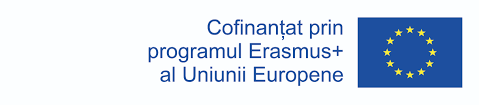 Cofinanțat prin
programul Erasmus+
al Uniunii Europene